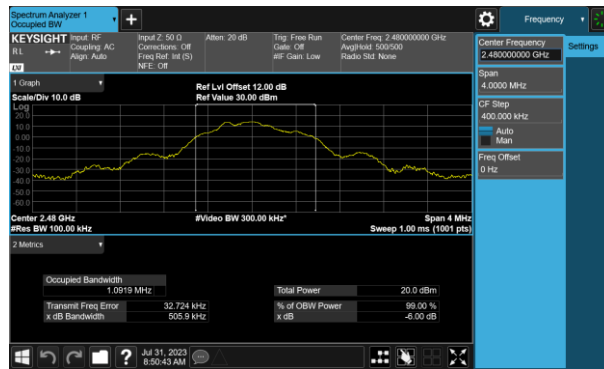 Spectrum Analyzer 1
Occupied BW
Frequency
KEYSIGHT Input: RF Input Z: 50 Ω Atten: 20 dB Trig: Free Run Center Freq: 2.480000000 GHz
R L Coupling: AC Corrections: Off Gate: Off Avg|Hold: 500/500
Align: Auto Freq Ref: Int (S) #IF Gain: Low Radio Std: None
LXI NFE: Off
Center Frequency
2.480000000 GHz
Settings
Span
4.0000 MHz
CF Step
400.000 kHz
Auto
Man
Freq Offset
0 Hz
1 Graph Ref Lvl Offset 12.00 dB
Scale/Div 10.0 dB Ref Value 30.00 dBm
Log
20.0
10.0
0.00
-10.0
-20.0
-30.0
-40.0
-50.0
-60.0
Center 2.48 GHz #Video BW 300.00 kHz* Span 4 MHz
#Res BW 100.00 kHz Sweep 1.00 ms (1001 pts)
2 Metrics
Occupied Bandwidth
1.0919 MHz Total Power 20.0 dBm
Transmit Freq Error 32.724 kHz % of OBW Power 99.00 %
x dB Bandwidth 505.9 kHz x dB -6.00 dB
? Jul 31, 2023
8:50:43 AM